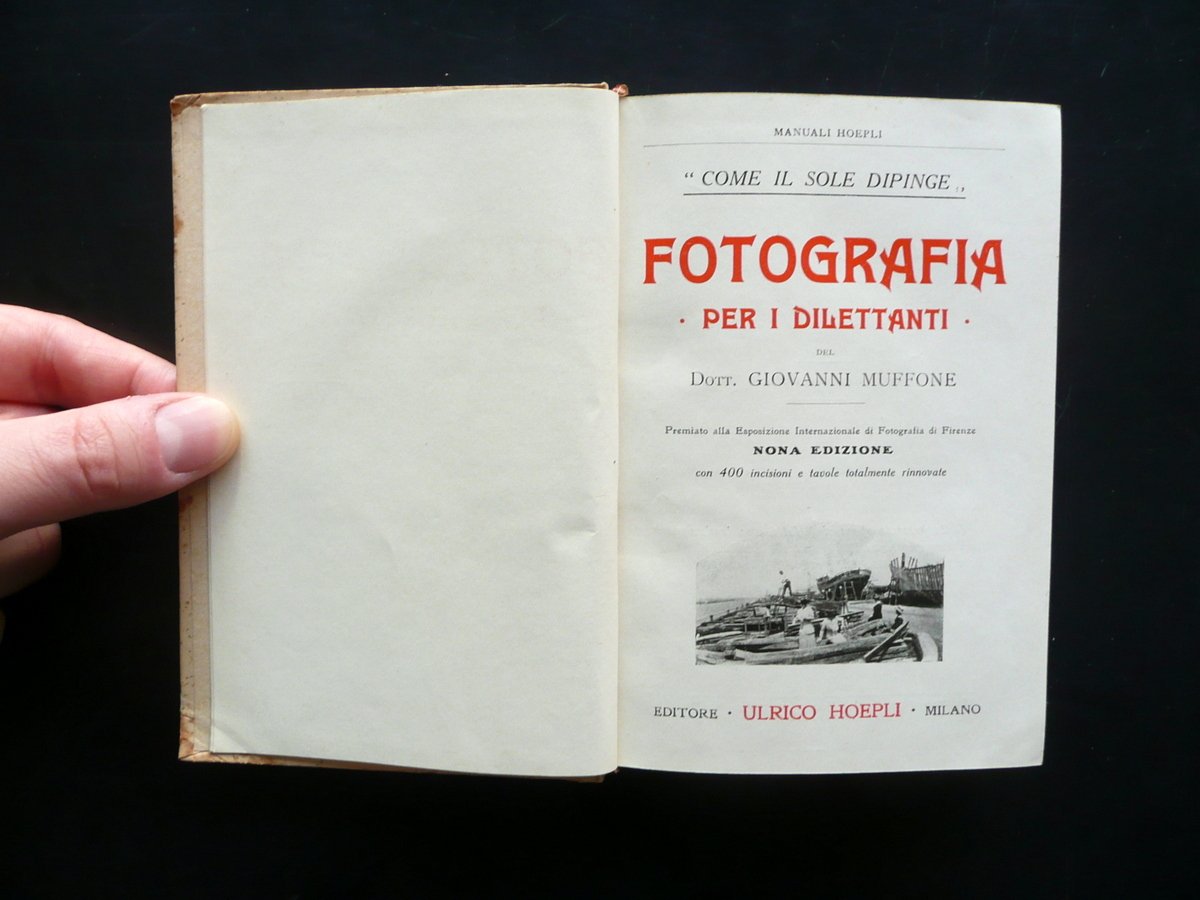 MANUALI HOEPLI
“ COME IL SOLE DIPINGE „
FOTOGRAFIA
· PER I DILETTANTI ·
DEL
DOTT. GIOVANNI MUFFONE
Premiato alla Esposizione Internazionale di Fotografia di Firenze
NONA EDIZIONE
con 400 incisioni e tavole totalmente rinnovate
EDITORE · ULRICO HOEPLI · MILANO